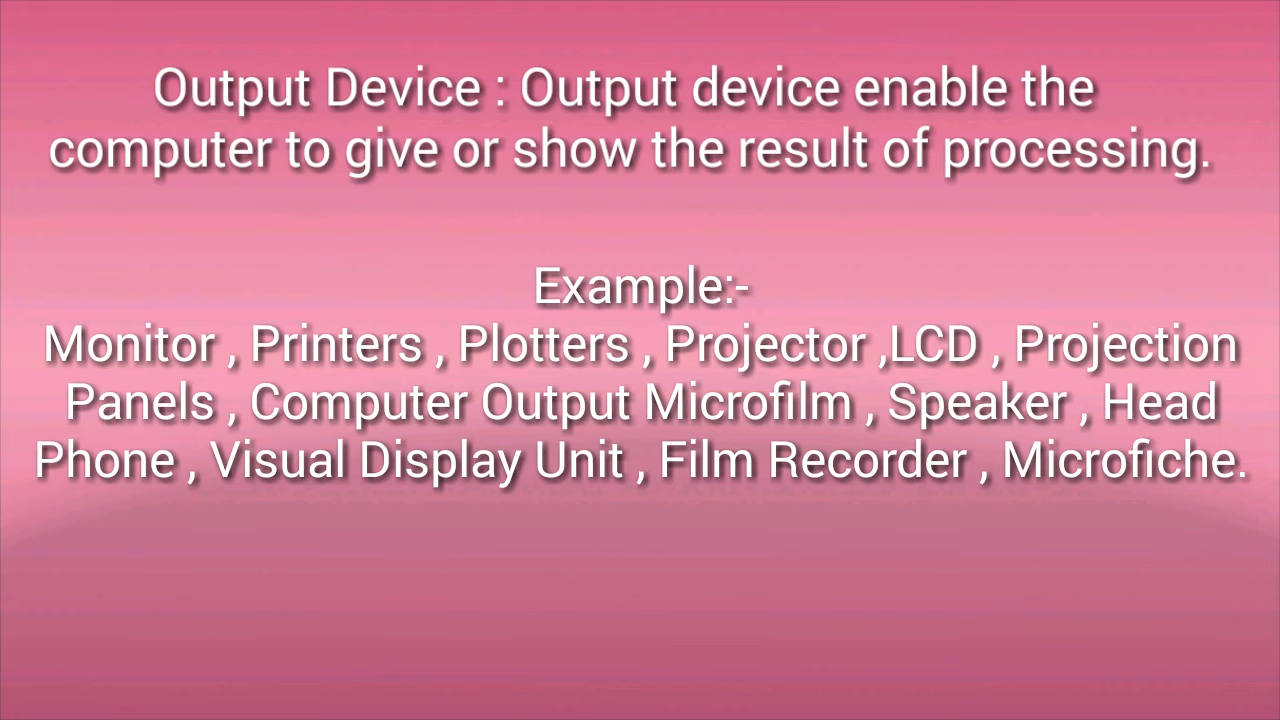 Output Device : Output device enable the
computer to give or show the result of processing.
Example:-
Monitor , Printers , Plotters , Projector ,LCD , Projection
Panels , Computer Output Microfilm , Speaker , Head
Phone , Visual Display Unit , Film Recorder , Microfiche.